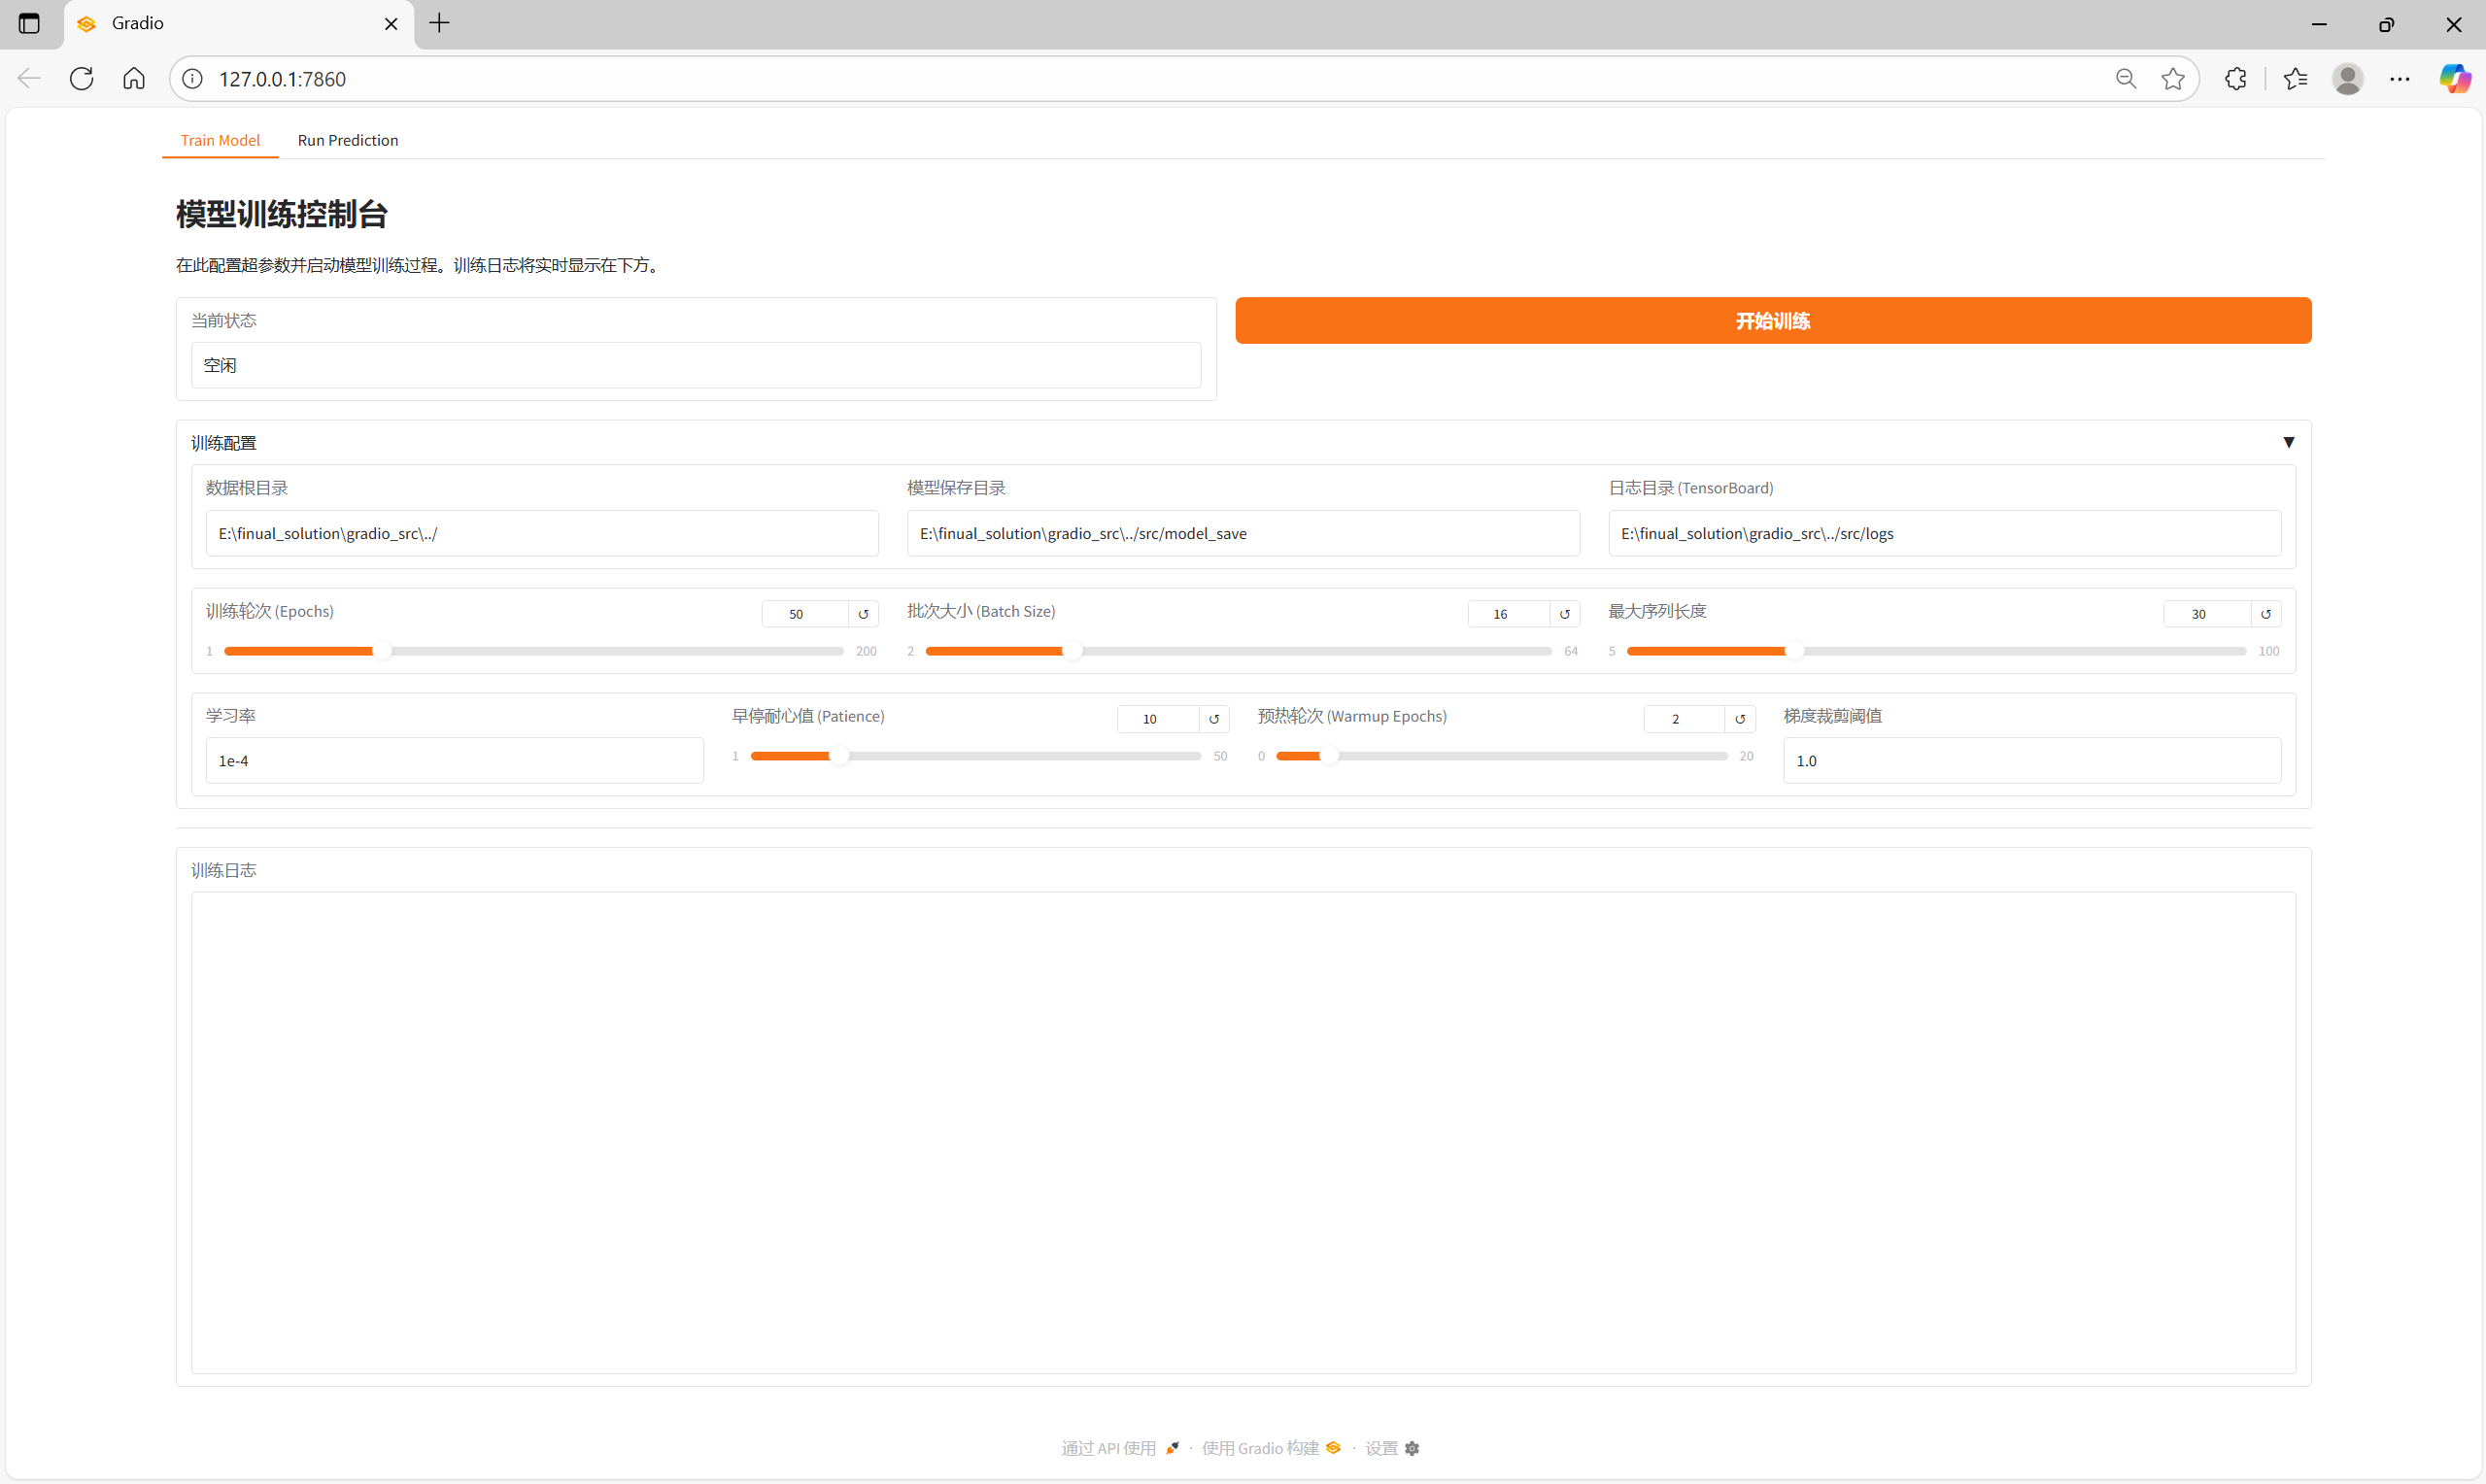 Gradio
127.0.0.1:7860
Train Model
Run Prediction
模型训练控制台
在此配置超参数并启动模型训练过程。训练日志将实时显示在下方。
当前状态
空闲
开始训练
训练配置
▼
数据根目录
E:\finual_solution\gradio_src\../
模型保存目录
E:\finual_solution\gradio_src\../src/model_save
日志目录 (TensorBoard)
E:\finual_solution\gradio_src\../src/logs
训练轮次 (Epochs)
50
↺
1
200
批次大小 (Batch Size)
16
↺
2
64
最大序列长度
30
↺
5
100
学习率
1e-4
早停耐心值 (Patience)
10
↺
1
50
预热轮次 (Warmup Epochs)
2
↺
0
20
梯度裁剪阈值
1.0
训练日志
通过 API 使用 · 使用 Gradio 构建 · 设置